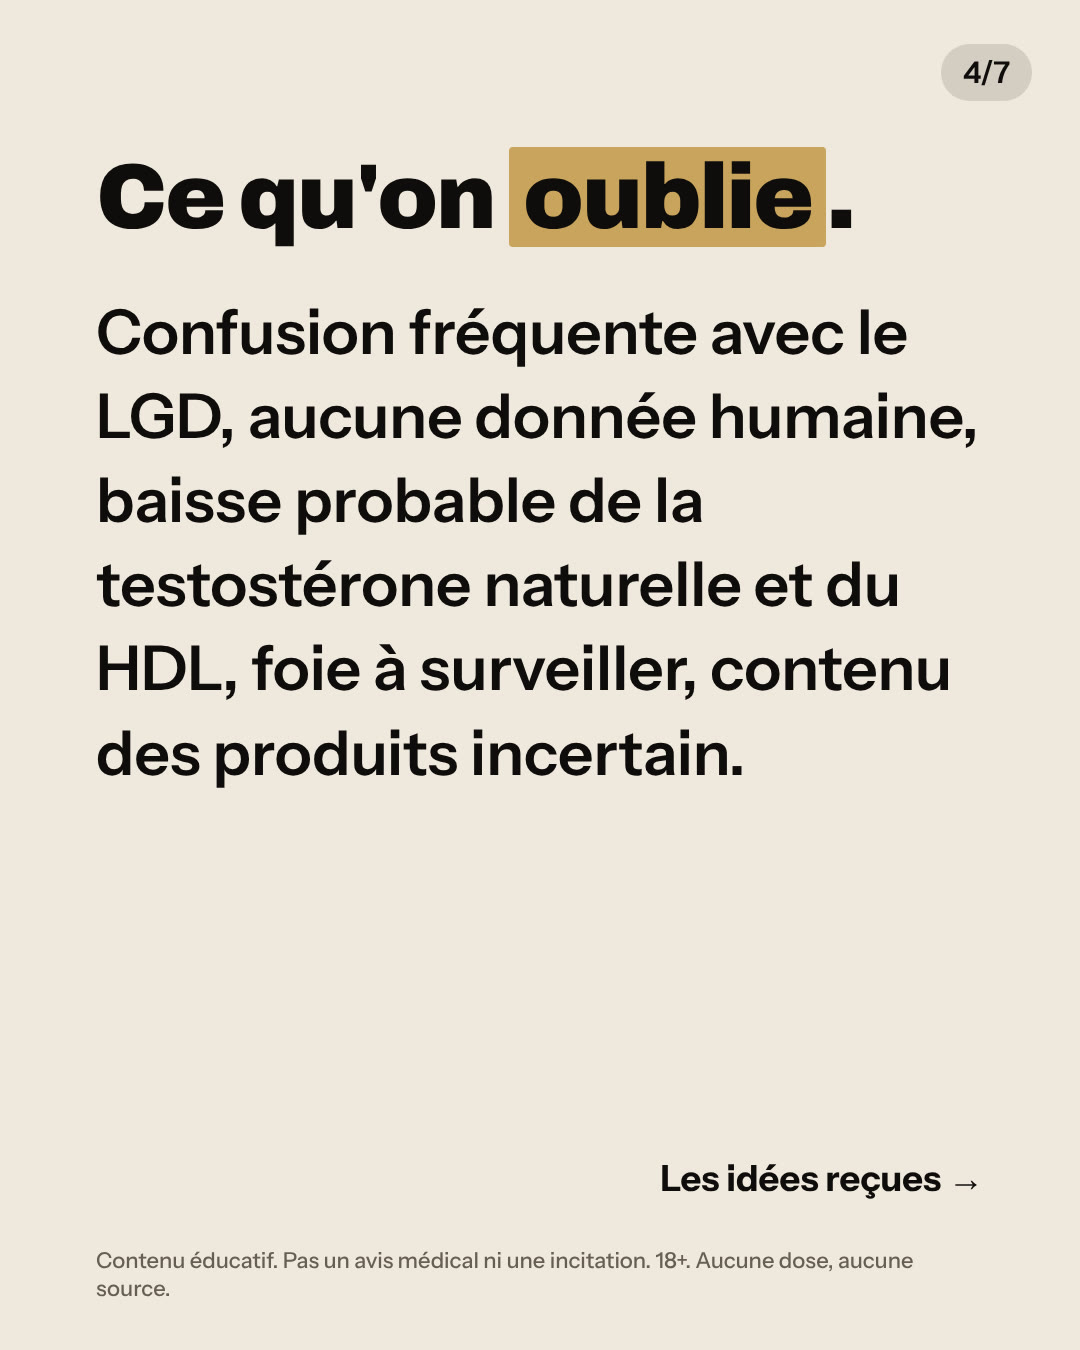 4/7
Ce qu'on oublie.
Confusion fréquente avec le
LGD, aucune donnée humaine,
baisse probable de la
testostérone naturelle et du
HDL, foie à surveiller, contenu
des produits incertain.
Les idées reçues →
Contenu éducatif. Pas un avis médical ni une incitation. 18+. Aucune dose, aucune
source.